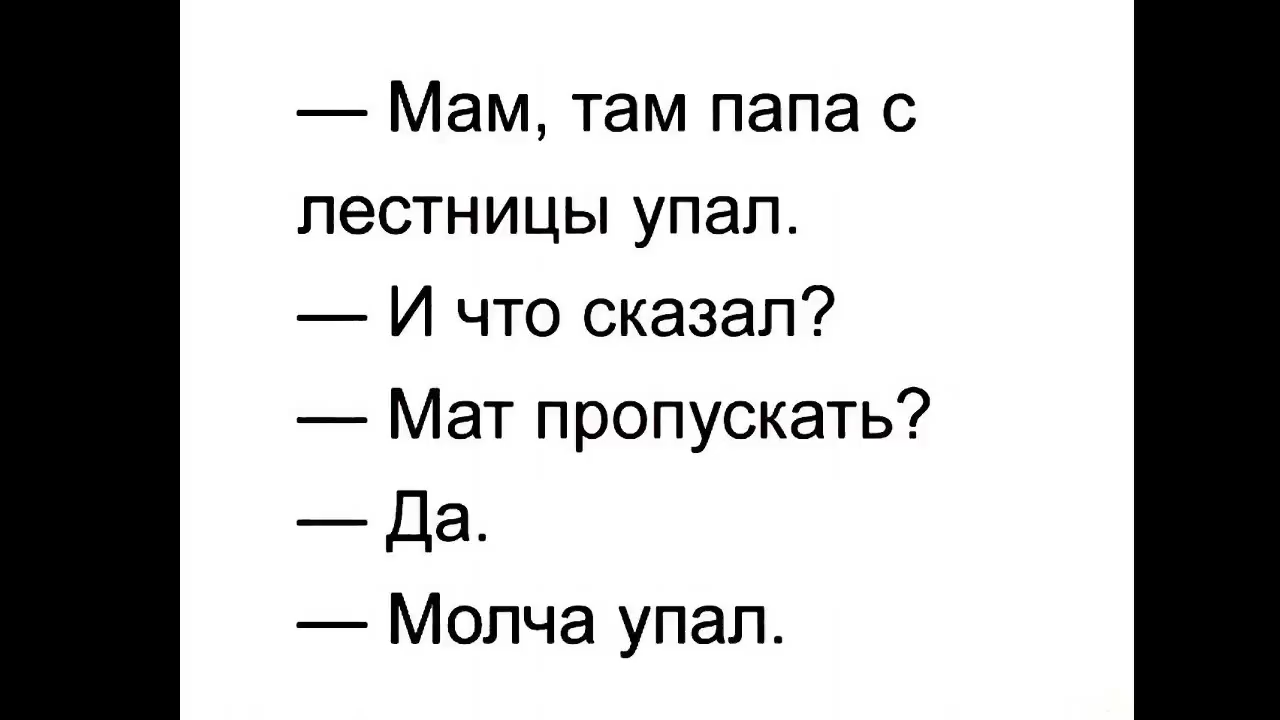 — Мам, там папа с
лестницы упал.
— И что сказал?
— Мат пропускать?
— Да.
— Молча упал.